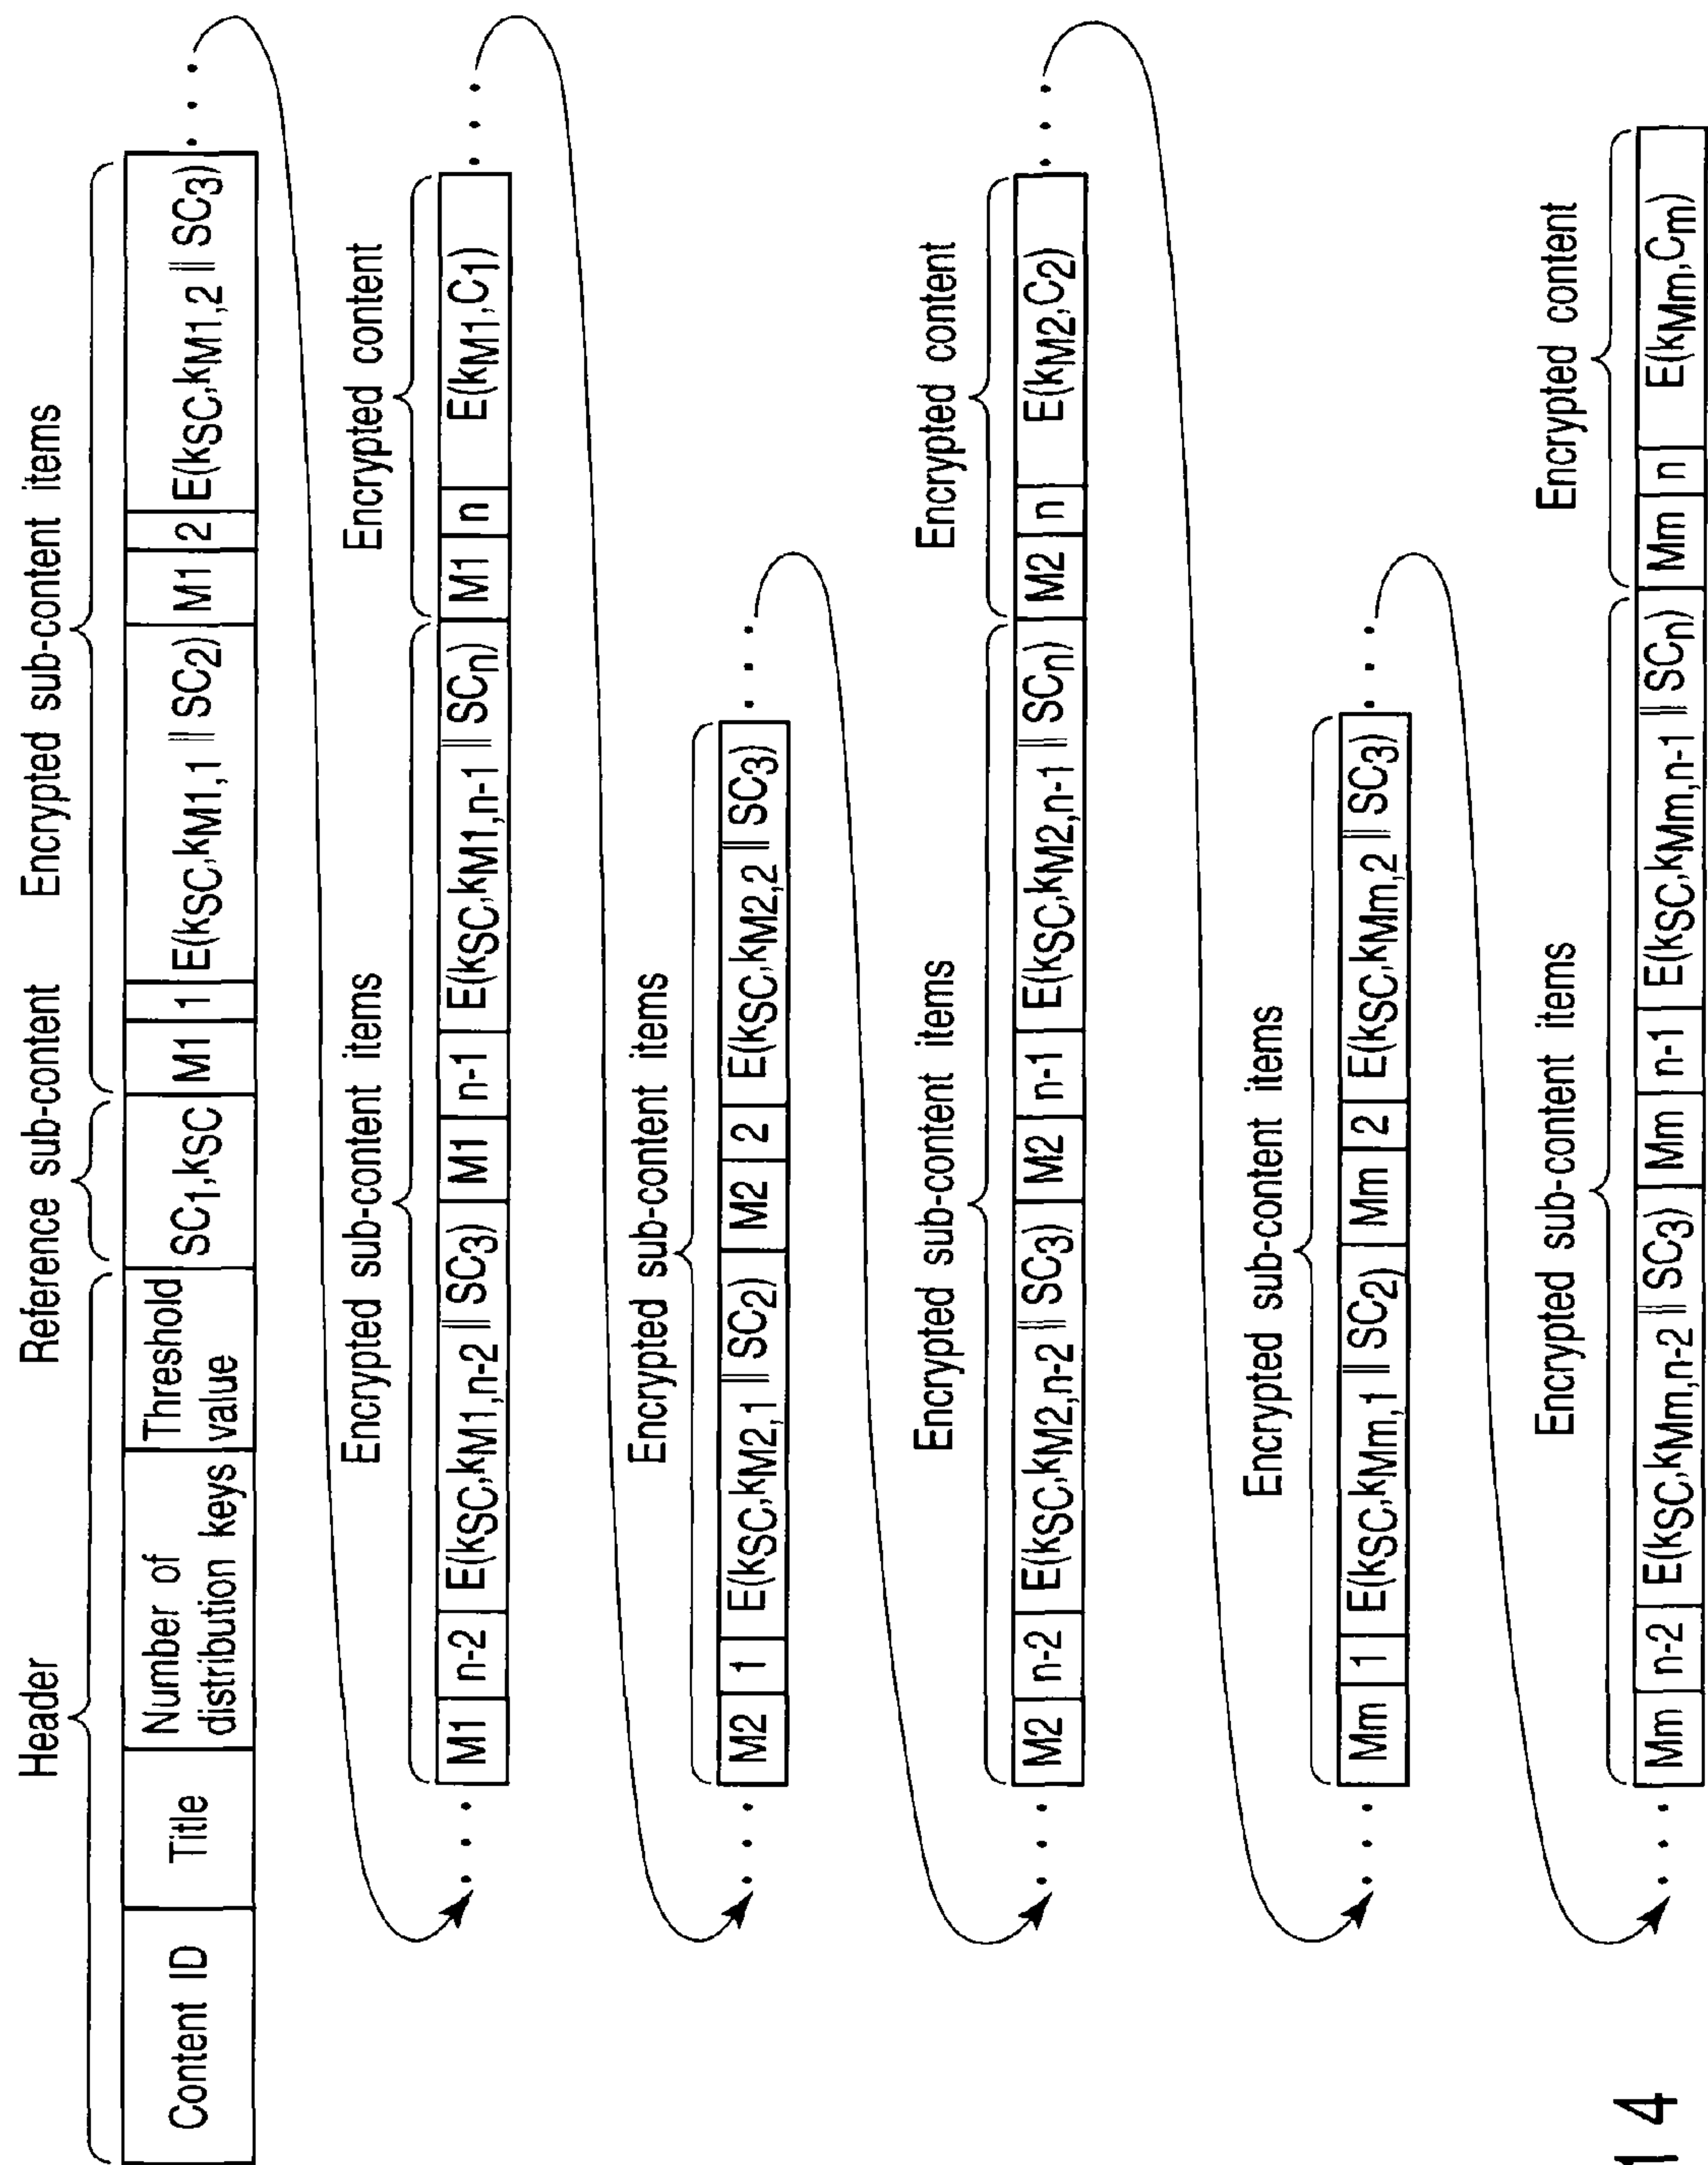 Header Reference sub-content Encrypted sub-content items
Content ID Title Number of distribution keys Threshold value SC1,kSC M1 1 E(kSC,kM1,1 || SC2) M1 2 E(kSC,kM1,2 || SC3) ...
Encrypted sub-content items Encrypted content
... M1 n-2 E(kSC,kM1,n-2 || SC3) M1 n-1 E(kSC,kM1,n-1 || SCn) M1 n E(kM1,C1) ...
Encrypted sub-content items
... M2 1 E(kSC,kM2,1 || SC2) M2 2 E(kSC,kM2,2 || SC3) ...
Encrypted sub-content items Encrypted content
... M2 n-2 E(kSC,kM2,n-2 || SC3) M2 n-1 E(kSC,kM2,n-1 || SCn) M2 n E(kM2,C2) ...
Encrypted sub-content items
... Mm 1 E(kSC,kMm,1 || SC2) Mm 2 E(kSC,kMm,2 || SC3) ...
Encrypted sub-content items Encrypted content
... Mm n-2 E(kSC,kMm,n-2 || SC3) Mm n-1 E(kSC,kMm,n-1 || SCn) Mm n E(kMm,Cm)
14